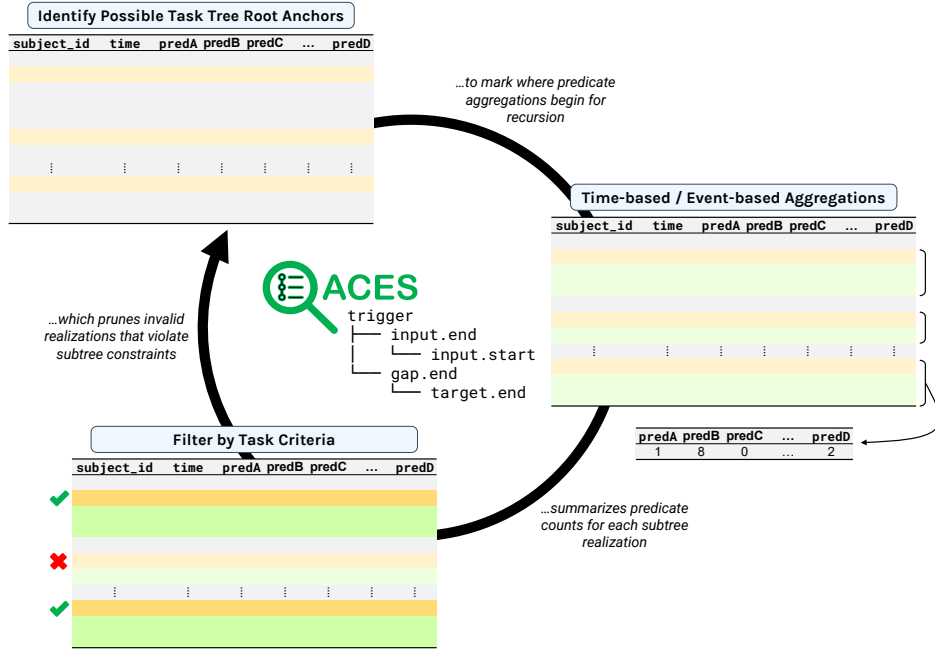 Identify Possible Task Tree Root Anchors
subject_id time predA predB predC … predD
⋮ ⋮ ⋮ ⋮ ⋮ ⋮
…to mark where predicate
aggregations begin for
recursion
Time-based / Event-based Aggregations
subject_id time predA predB predC … predD
⋮ ⋮ ⋮ ⋮ ⋮ ⋮ ⋮
predA predB predC … predD
1 8 0 … 2
…summarizes predicate
counts for each subtree
realization
Filter by Task Criteria
subject_id time predA predB predC … predD
⋮ ⋮ ⋮ ⋮ ⋮ ⋮
…which prunes invalid
realizations that violate
subtree constraints
ACES
trigger
├── input.end
│   └── input.start
└── gap.end
    └── target.end